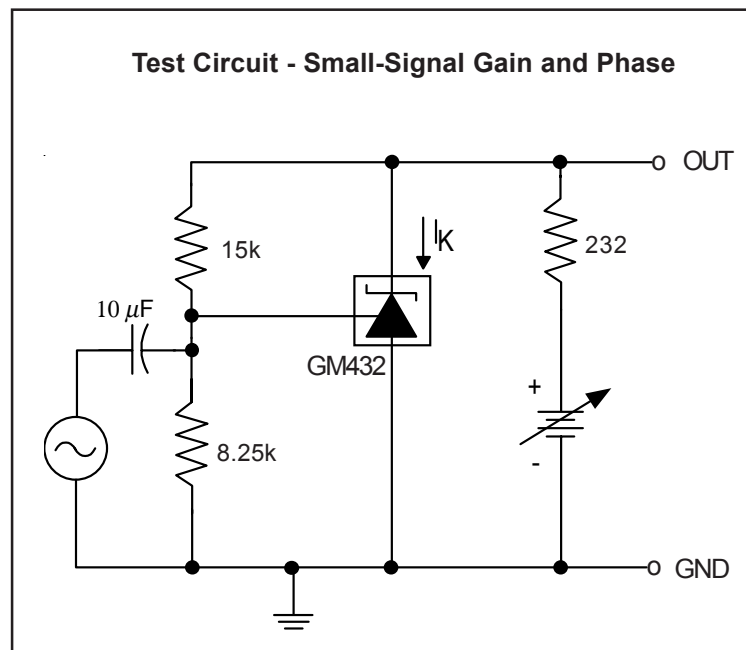 Test Circuit - Small-Signal Gain and Phase
OUT
15k
IK
232
10 μF
GM432
+
8.25k
-
GND